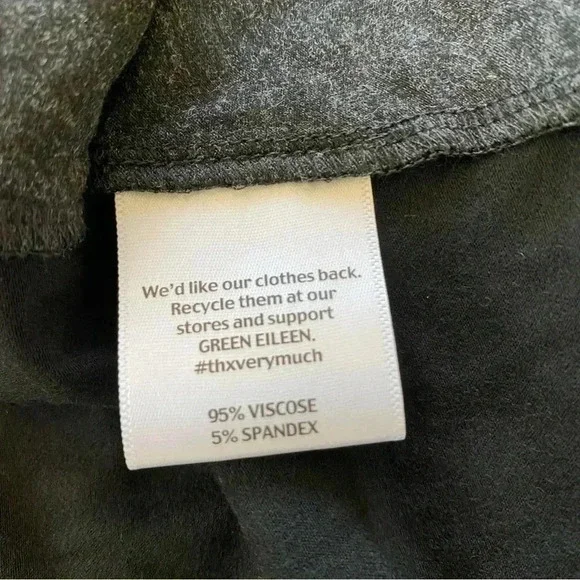 We'd like our clothes back.
Recycle them at our
stores and support
GREEN EILEEN.
#thxverymuch
95% VISCOSE
5% SPANDEX